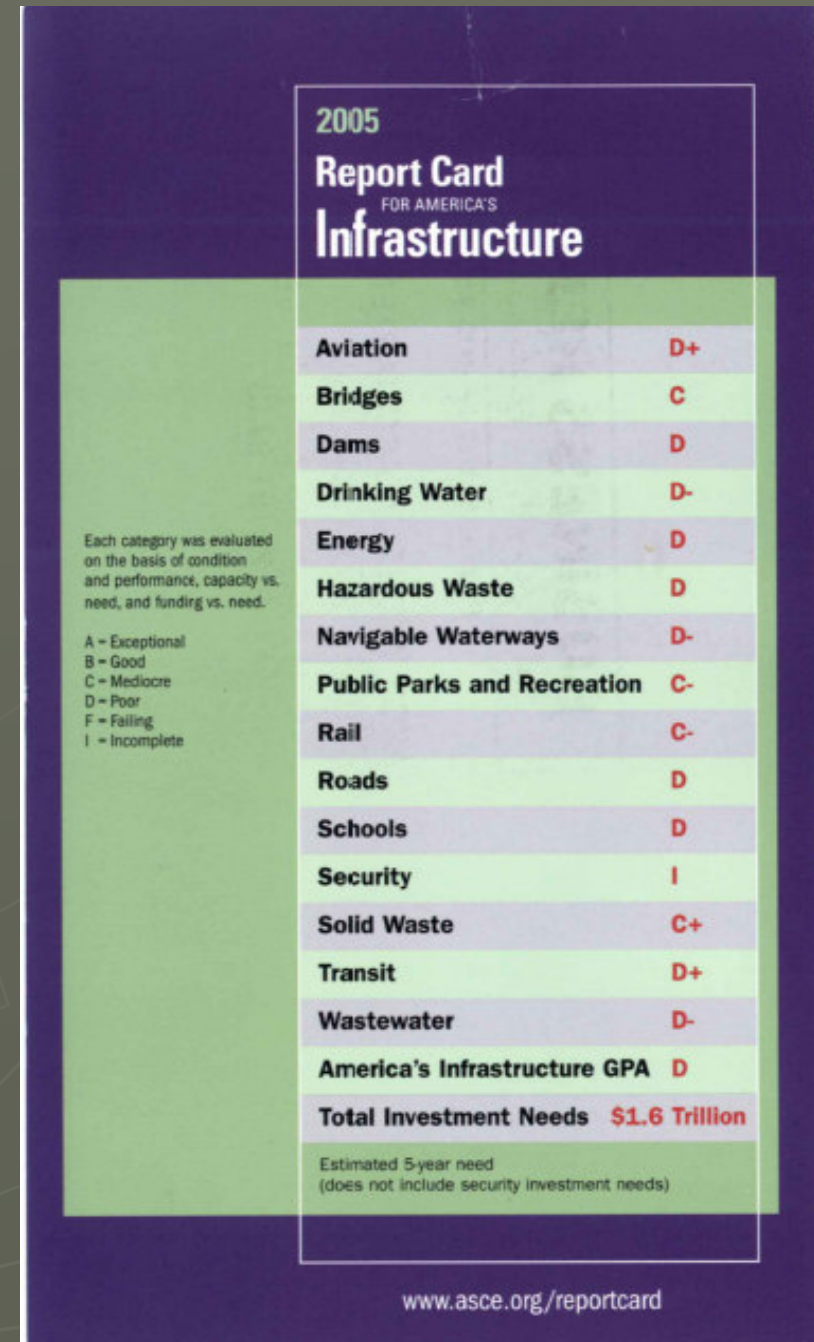 2005
Report Card
FOR AMERICA'S
Infrastructure
Each category was evaluated
on the basis of condition
and performance, capacity vs.
need, and funding vs. need.
A = Exceptional
B = Good
C = Mediocre
D = Poor
F = Failing
I = Incomplete
Aviation D+
Bridges C
Dams D
Drinking Water D-
Energy D
Hazardous Waste D
Navigable Waterways D-
Public Parks and Recreation C-
Rail C-
Roads D
Schools D
Security I
Solid Waste C+
Transit D+
Wastewater D-
America's Infrastructure GPA D
Total Investment Needs $1.6 Trillion
Estimated 5-year need
(does not include security investment needs)
www.asce.org/reportcard